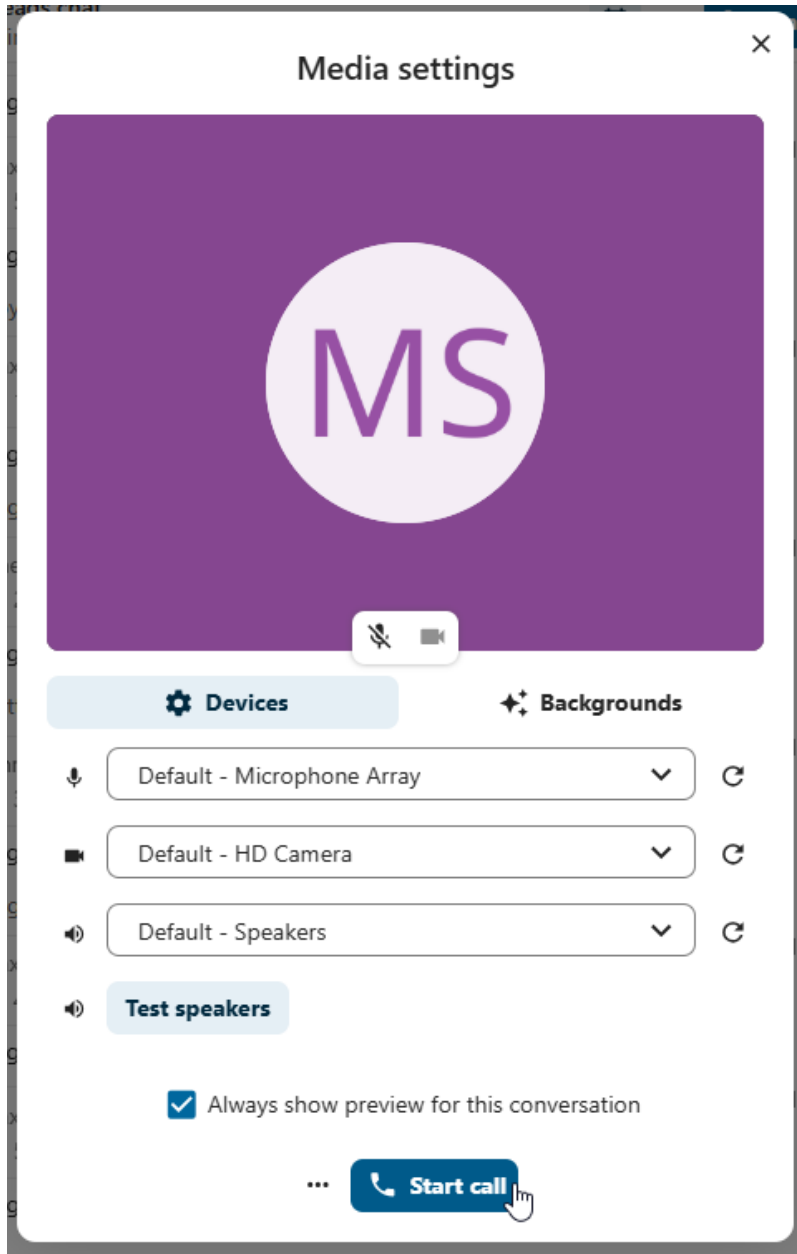 Media settings
MS
Devices
Backgrounds
Default - Microphone Array
Default - HD Camera
Default - Speakers
Test speakers
Always show preview for this conversation
Start call